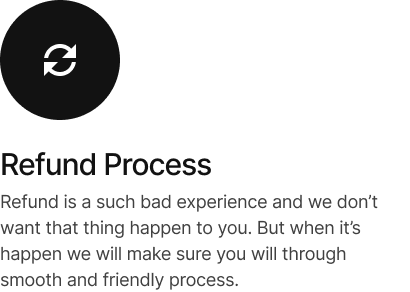 Refund Process
Refund is a such bad experience and we don’t
want that thing happen to you. But when it’s
happen we will make sure you will through
smooth and friendly process.